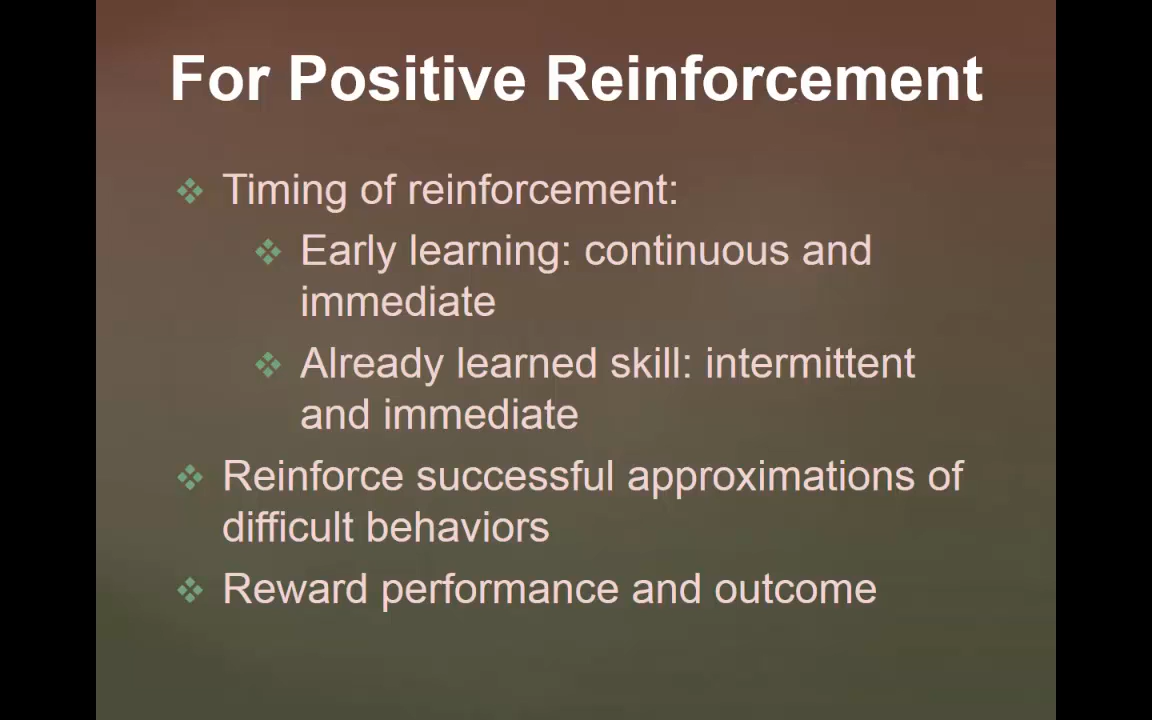 For Positive Reinforcement
Timing of reinforcement:
Early learning: continuous and
immediate
Already learned skill: intermittent
and immediate
Reinforce successful approximations of
difficult behaviors
Reward performance and outcome